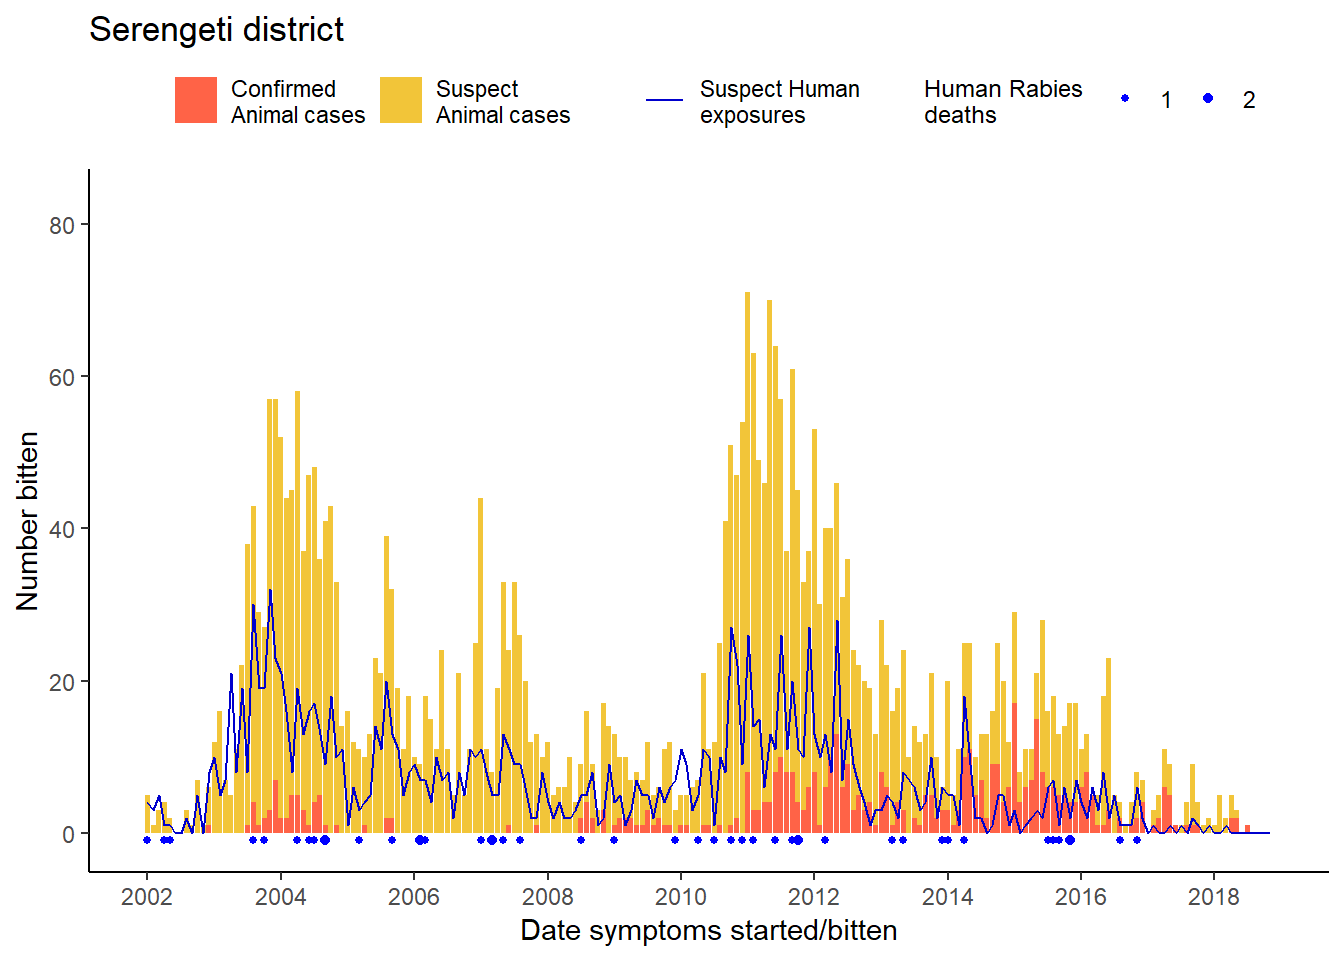 Serengeti district
Confirmed
Animal cases
Suspect
Animal cases
Suspect Human
exposures
Human Rabies
deaths
1
2
Number bitten
80
60
40
20
0
2002 2004 2006 2008 2010 2012 2014 2016 2018
Date symptoms started/bitten